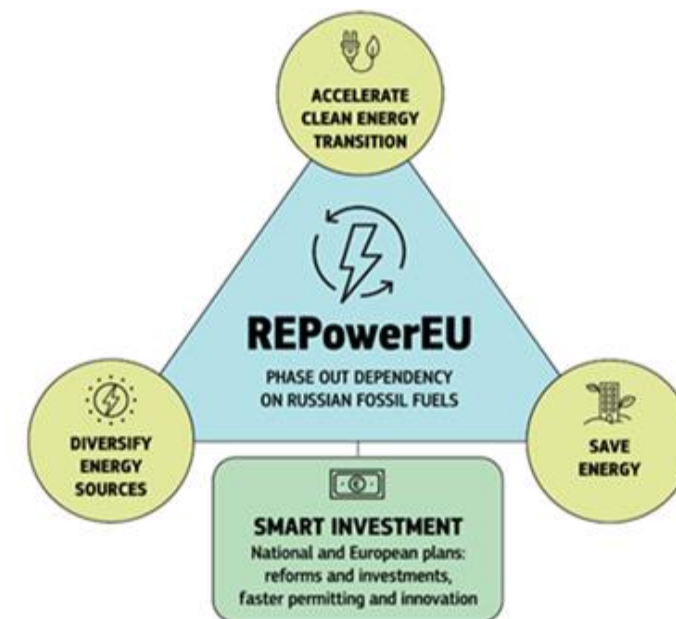 ACCELERATE
CLEAN ENERGY
TRANSITION
REPowerEU
PHASE OUT DEPENDENCY
ON RUSSIAN FOSSIL FUELS
DIVERSIFY
ENERGY
SOURCES
SAVE
ENERGY
€
SMART INVESTMENT
National and European plans:
reforms and investments,
faster permitting and innovation